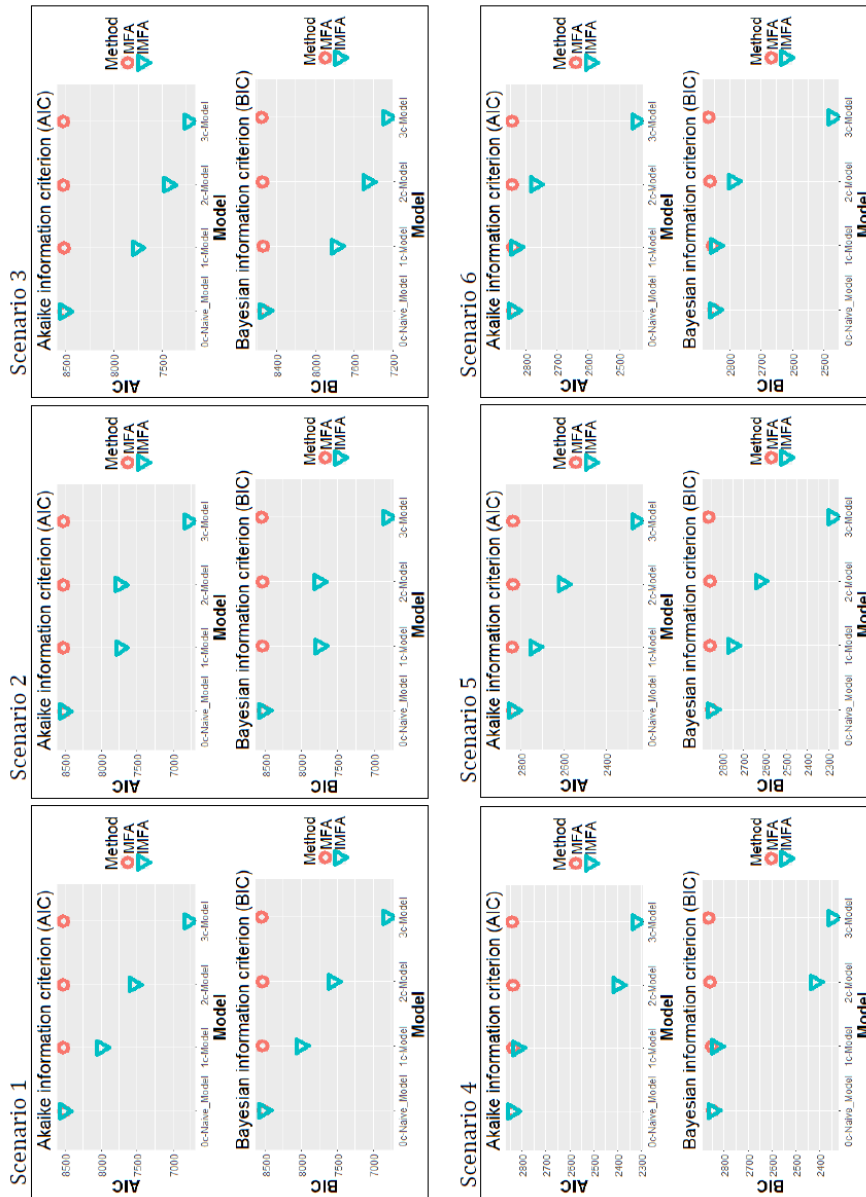 Scenario 1
Akaike information criterion (AIC)
8500
8000
7500
7000
AIC
0c-Naive_Model
1c-Model
2c-Model
3c-Model
Model
Method
MFA
IMFA
Bayesian information criterion (BIC)
8500
8000
7500
7000
BIC
0c-Naive_Model
1c-Model
2c-Model
3c-Model
Model
Method
MFA
IMFA
Scenario 2
Akaike information criterion (AIC)
8500
8000
7500
7000
AIC
0c-Naive_Model
1c-Model
2c-Model
3c-Model
Model
Method
MFA
IMFA
Bayesian information criterion (BIC)
8500
8000
7500
7000
BIC
0c-Naive_Model
1c-Model
2c-Model
3c-Model
Model
Method
MFA
IMFA
Scenario 3
Akaike information criterion (AIC)
8500
8000
7500
AIC
0c-Naive_Model
1c-Model
2c-Model
3c-Model
Model
Method
MFA
IMFA
Bayesian information criterion (BIC)
8400
8000
7600
7200
BIC
0c-Naive_Model
1c-Model
2c-Model
3c-Model
Model
Method
MFA
IMFA
Scenario 4
Akaike information criterion (AIC)
2800
2700
2600
2500
2400
2300
AIC
0c-Naive_Model
1c-Model
2c-Model
3c-Model
Model
Method
MFA
IMFA
Bayesian information criterion (BIC)
2800
2700
2600
2500
2400
BIC
0c-Naive_Model
1c-Model
2c-Model
3c-Model
Model
Method
MFA
IMFA
Scenario 5
Akaike information criterion (AIC)
2800
2600
2400
AIC
0c-Naive_Model
1c-Model
2c-Model
3c-Model
Model
Method
MFA
IMFA
Bayesian information criterion (BIC)
2800
2700
2600
2500
2400
2300
BIC
0c-Naive_Model
1c-Model
2c-Model
3c-Model
Model
Method
MFA
IMFA
Scenario 6
Akaike information criterion (AIC)
2800
2700
2600
2500
AIC
0c-Naive_Model
1c-Model
2c-Model
3c-Model
Model
Method
MFA
IMFA
Bayesian information criterion (BIC)
2800
2700
2600
2500
BIC
0c-Naive_Model
1c-Model
2c-Model
3c-Model
Model
Method
MFA
IMFA